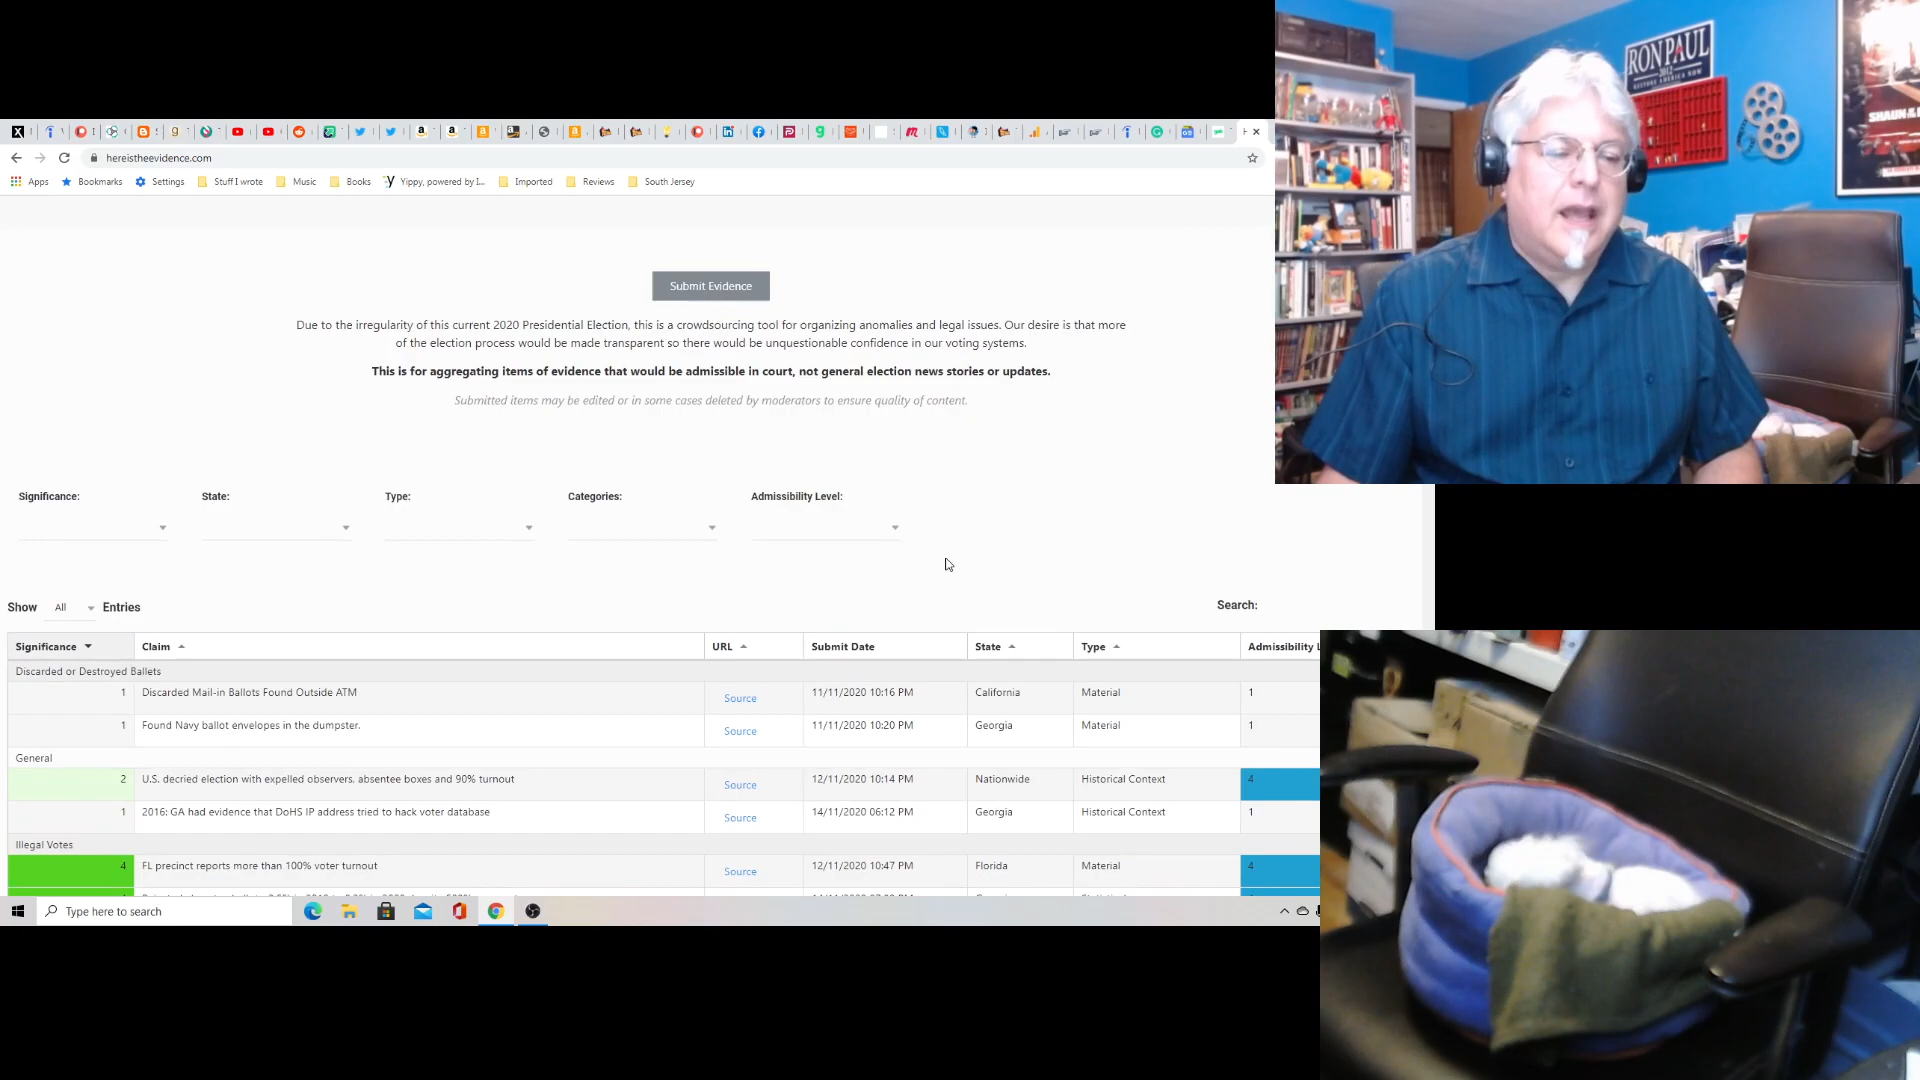 hereistheevidence.com
Apps Bookmarks Settings Stuff I wrote Music Books Yippy, powered by I... Imported Reviews South Jersey
RON PAUL
2012
RESTORE AMERICA NOW
SHAUN
Submit Evidence
Due to the irregularity of this current 2020 Presidential Election, this is a crowdsourcing tool for organizing anomalies and legal issues. Our desire is that more
of the election process would be made transparent so there would be unquestionable confidence in our voting systems.
This is for aggregating items of evidence that would be admissible in court, not general election news stories or updates.
Submitted items may be edited or in some cases deleted by moderators to ensure quality of content.
Significance: State: Type: Categories: Admissibility Level:
Show All Entries Search:
Significance Claim URL Submit Date State Type Admissibility L
Discarded or Destroyed Ballets
1 Discarded Mail-in Ballots Found Outside ATM Source 11/11/2020 10:16 PM California Material 1
1 Found Navy ballot envelopes in the dumpster. Source 11/11/2020 10:20 PM Georgia Material 1
General
2 U.S. decried election with expelled observers, absentee boxes and 90% turnout Source 12/11/2020 10:14 PM Nationwide Historical Context 4
1 2016: GA had evidence that DoHS IP address tried to hack voter database Source 14/11/2020 06:12 PM Georgia Historical Context 1
Illegal Votes
4 FL precinct reports more than 100% voter turnout Source 12/11/2020 10:47 PM Florida Material 4
Type here to search